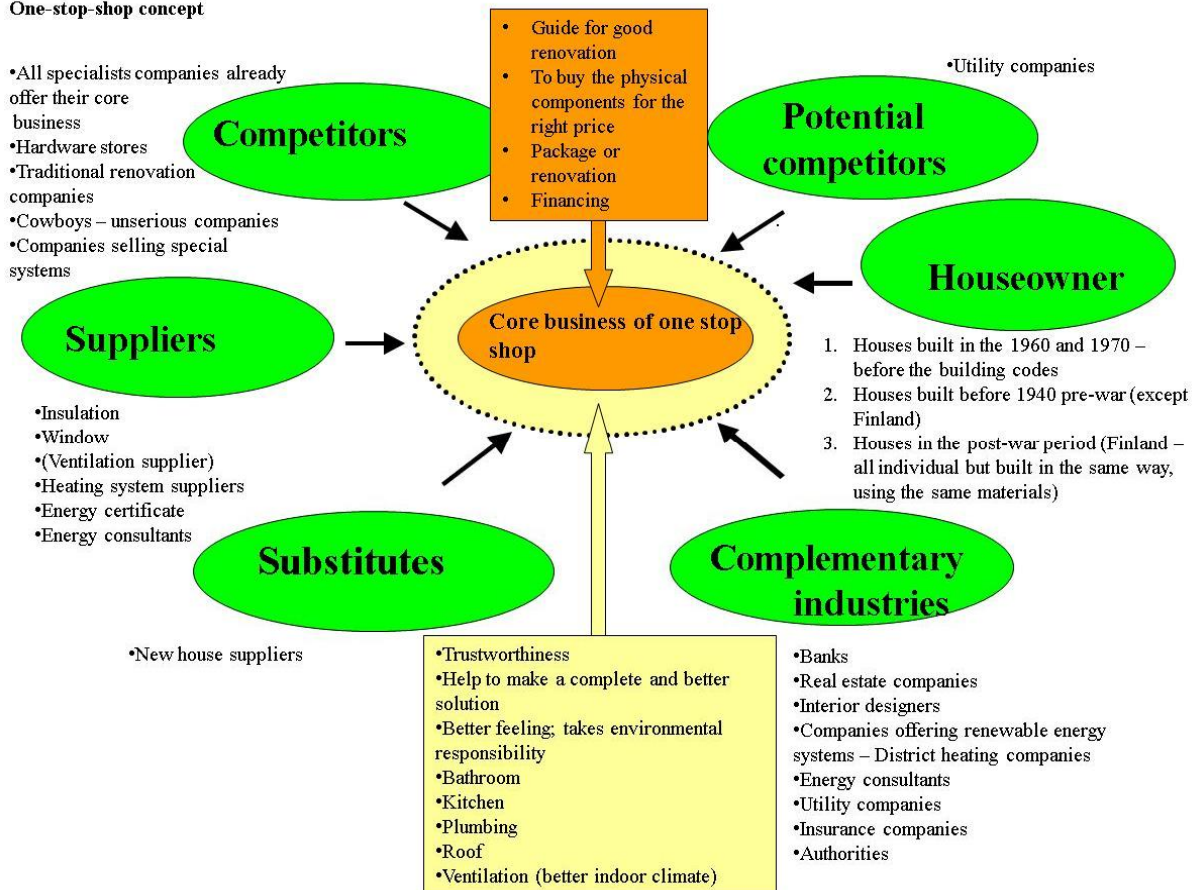 One-stop-shop concept
•All specialists companies already
offer their core
business
•Hardware stores
•Traditional renovation
companies
•Cowboys – unserious companies
•Companies selling special
systems
Competitors
• Guide for good
renovation
• To buy the physical
components for the
right price
• Package or
renovation
• Financing
•Utility companies
Potential
competitors
Houseowner
1. Houses built in the 1960 and 1970 –
before the building codes
2. Houses built before 1940 pre-war (except
Finland)
3. Houses in the post-war period (Finland –
all individual but built in the same way,
using the same materials)
Core business of one stop
shop
Suppliers
•Insulation
•Window
•(Ventilation supplier)
•Heating system suppliers
•Energy certificate
•Energy consultants
Substitutes
•New house suppliers
•Trustworthiness
•Help to make a complete and better
solution
•Better feeling; takes environmental
responsibility
•Bathroom
•Kitchen
•Plumbing
•Roof
•Ventilation (better indoor climate)
Complementary
industries
•Banks
•Real estate companies
•Interior designers
•Companies offering renewable energy
systems – District heating companies
•Energy consultants
•Utility companies
•Insurance companies
•Authorities